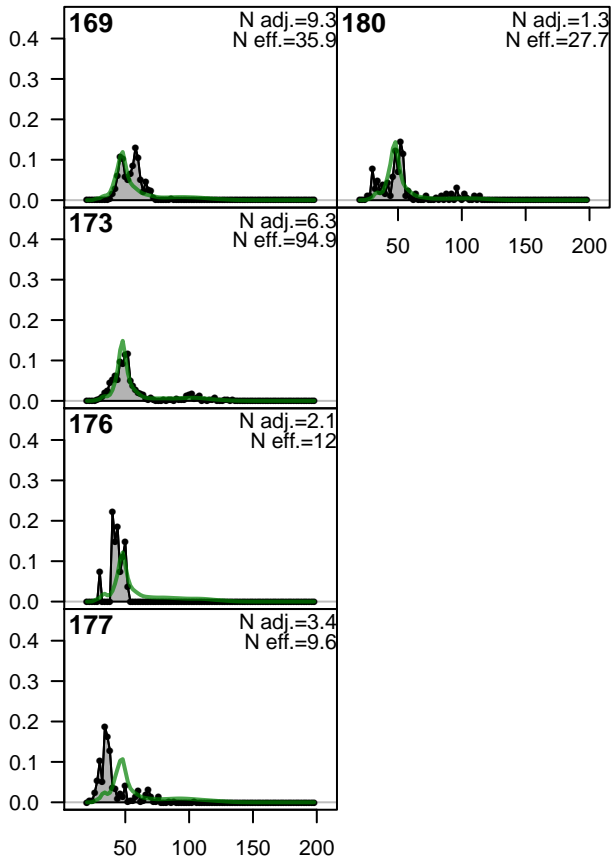 169 N adj.=9.3
N eff.=35.9
0.4
0.3
0.2
0.1
0.0
180 N adj.=1.3
N eff.=27.7
50 100 150 200
173 N adj.=6.3
N eff.=94.9
0.4
0.3
0.2
0.1
0.0
176 N adj.=2.1
N eff.=12
0.4
0.3
0.2
0.1
0.0
177 N adj.=3.4
N eff.=9.6
0.4
0.3
0.2
0.1
0.0
50 100 150 200